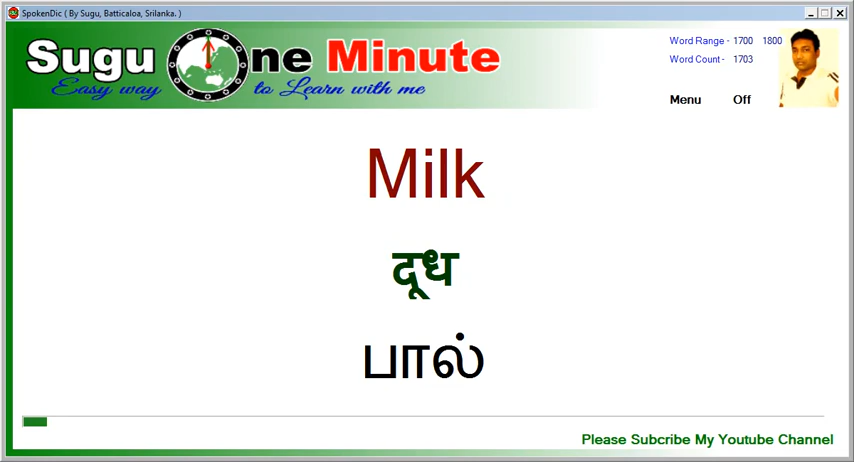 SpokenDic ( By Sugu, Batticaloa, Srilanka. )
Sugu One Minute
Easy way to Learn with me
Word Range - 1700 1800
Word Count - 1703
Menu Off
Milk
दूध
பால்
Please Subcribe My Youtube Channel